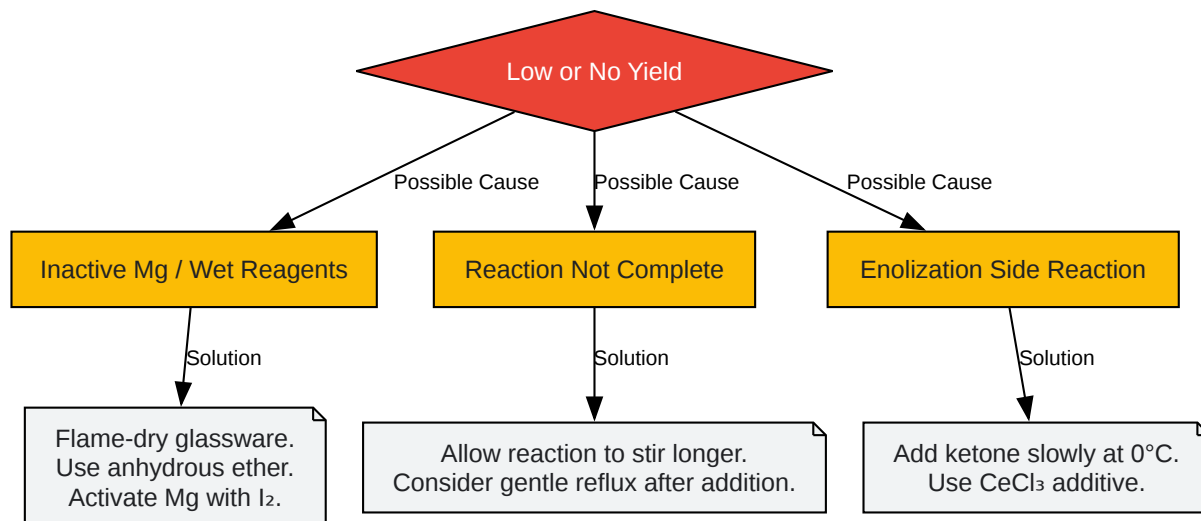 Low or No Yield
Possible Cause
Possible Cause
Possible Cause
Inactive Mg / Wet Reagents
Reaction Not Complete
Enolization Side Reaction
Solution
Solution
Solution
Flame-dry glassware.
Use anhydrous ether.
Activate Mg with I₂.
Allow reaction to stir longer.
Consider gentle reflux after addition.
Add ketone slowly at 0°C.
Use CeCl₃ additive.